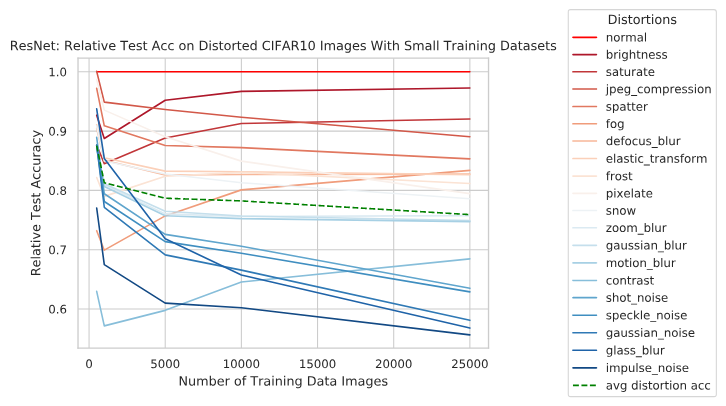 Distortions
ResNet: Relative Test Acc on Distorted CIFAR10 Images With Small Training Datasets
normal
brightness
saturate
jpeg_compression
spatter
fog
defocus_blur
elastic_transform
frost
pixelate
snow
zoom_blur
gaussian_blur
motion_blur
contrast
shot_noise
speckle_noise
gaussian_noise
glass_blur
impulse_noise
avg distortion acc
Relative Test Accuracy
1.0
0.9
0.8
0.7
0.6
0 5000 10000 15000 20000 25000
Number of Training Data Images